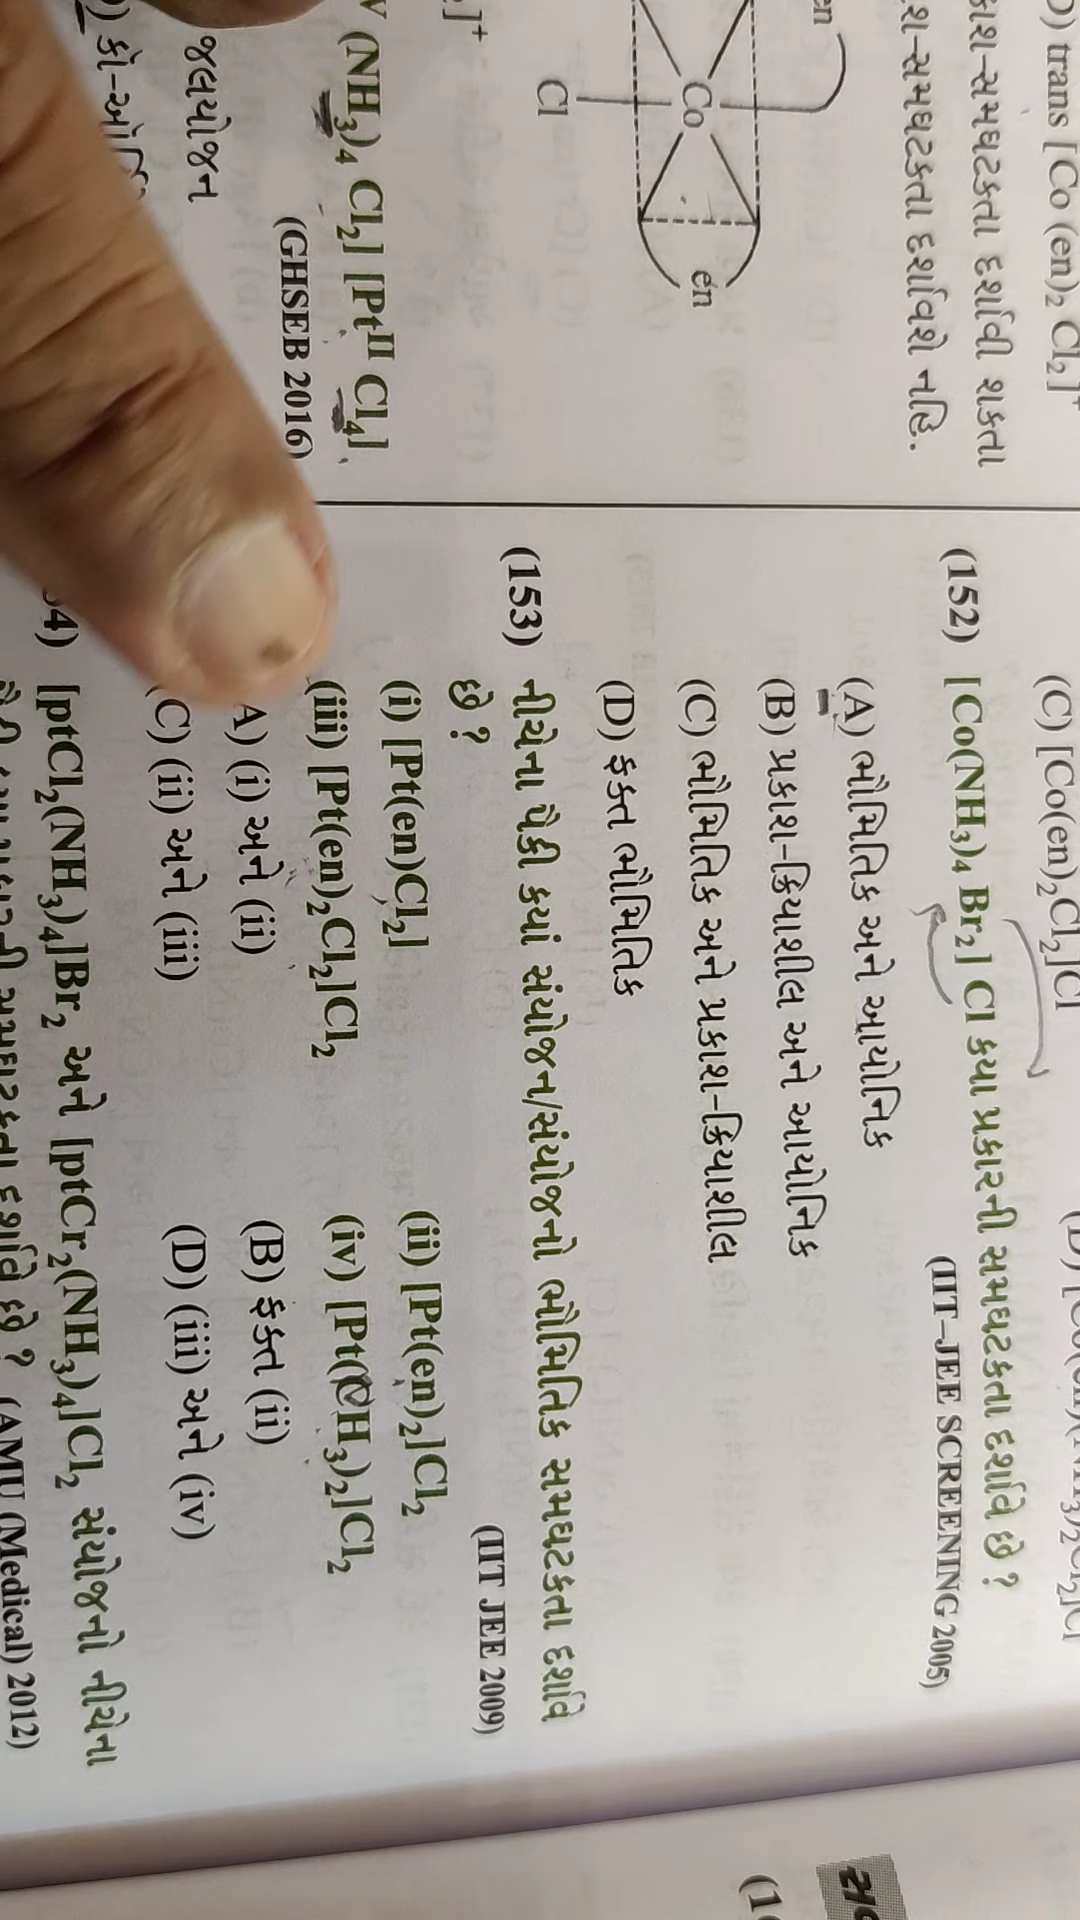 D) trans [Co (en)₂ Cl₂]⁺
કાશ-સમઘટકતા દર્શાવી શકતા
શ-સમઘટકતા દર્શાવશે નહિ.
en
Co
en
Cl
]⁺
(NH₃)₄ Cl₂] [Ptᴵᴵ Cl₄].
(GHSEB 2016)
જલયોજન
(C) [Co(en)₂Cl₂]Cl
(152) [Co(NH₃)₄ Br₂] Cl કયા પ્રકારની સમઘટકતા દર્શાવે છે ?
(IIT-JEE SCREENING 2005)
(A) ભૌમિતિક અને આયોનિક
(B) પ્રકાશ-ક્રિયાશીલ અને આયોનિક
(C) ભૌમિતિક અને પ્રકાશ-ક્રિયાશીલ
(D) ફક્ત ભૌમિતિક
(153) નીચેના પૈકી કયાં સંયોજન/સંયોજનો ભૌમિતિક સમઘટકતા દર્શાવે
છે ?
(IIT JEE 2009)
(i) [Pt(en)Cl₂] (ii) [Pt(en)₂]Cl₂
(iii) [Pt(en)₂Cl₂]Cl₂ (iv) [Pt(CH₃)₂]Cl₂
A) (i) અને (ii) (B) ફક્ત (ii)
C) (ii) અને (iii) (D) (iii) અને (iv)
4) [ptCl₂(NH₃)₄]Br₂ અને [ptCr₂(NH₃)₄]Cl₂ સંયોજનો નીચેના
(AMU (Medical) 2012)